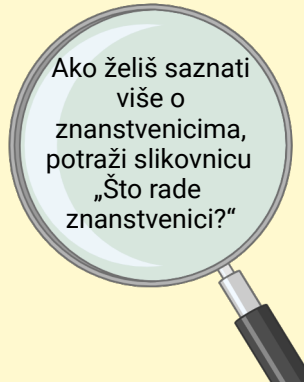 Ako želiš saznati
više o
znanstvenicima,
potraži slikovnicu
„Što rade
znanstvenici?“